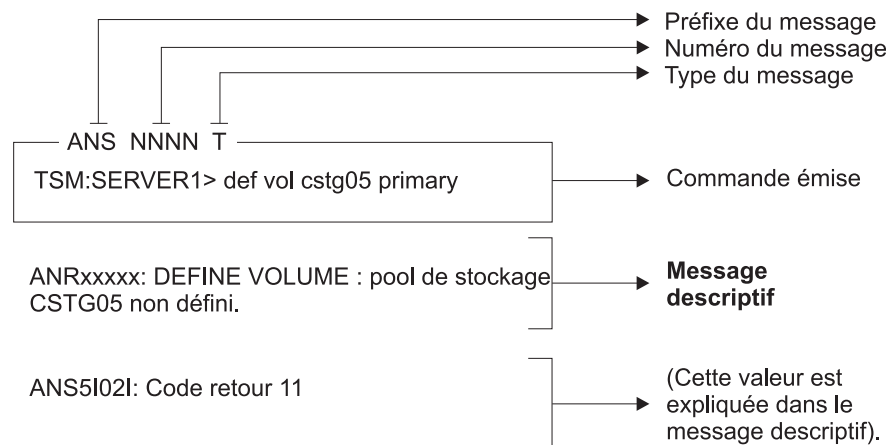 Préfixe du message
Numéro du message
Type du message
ANS NNNN T
TSM:SERVER1> def vol cstg05 primary
Commande émise
ANRxxxxx: DEFINE VOLUME : pool de stockage
CSTG05 non défini.
Message
descriptif
ANS5I02I: Code retour 11
(Cette valeur est
expliquée dans le
message descriptif).